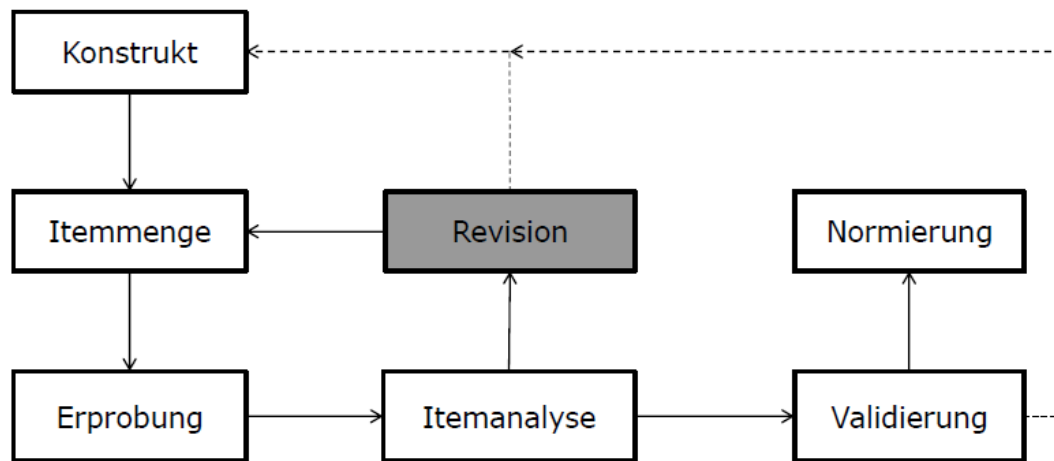 Konstrukt
Itemmenge
Revision
Normierung
Erprobung
Itemanalyse
Validierung